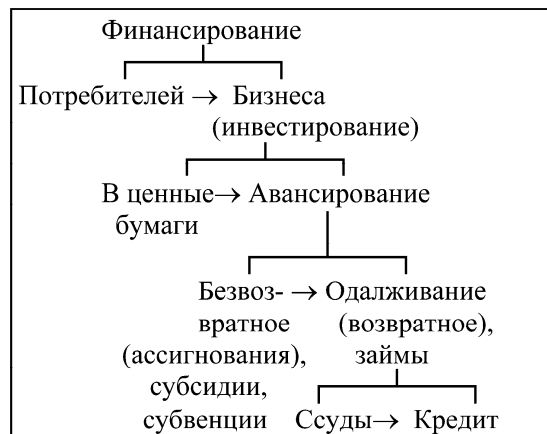 Финансирование
Потребителей → Бизнеса
(инвестирование)
В ценные → Авансирование
бумаги
Безвоз- → Одалживание
вратное (возвратное),
(ассигнования), займы
субсидии,
субвенции Ссуды → Кредит